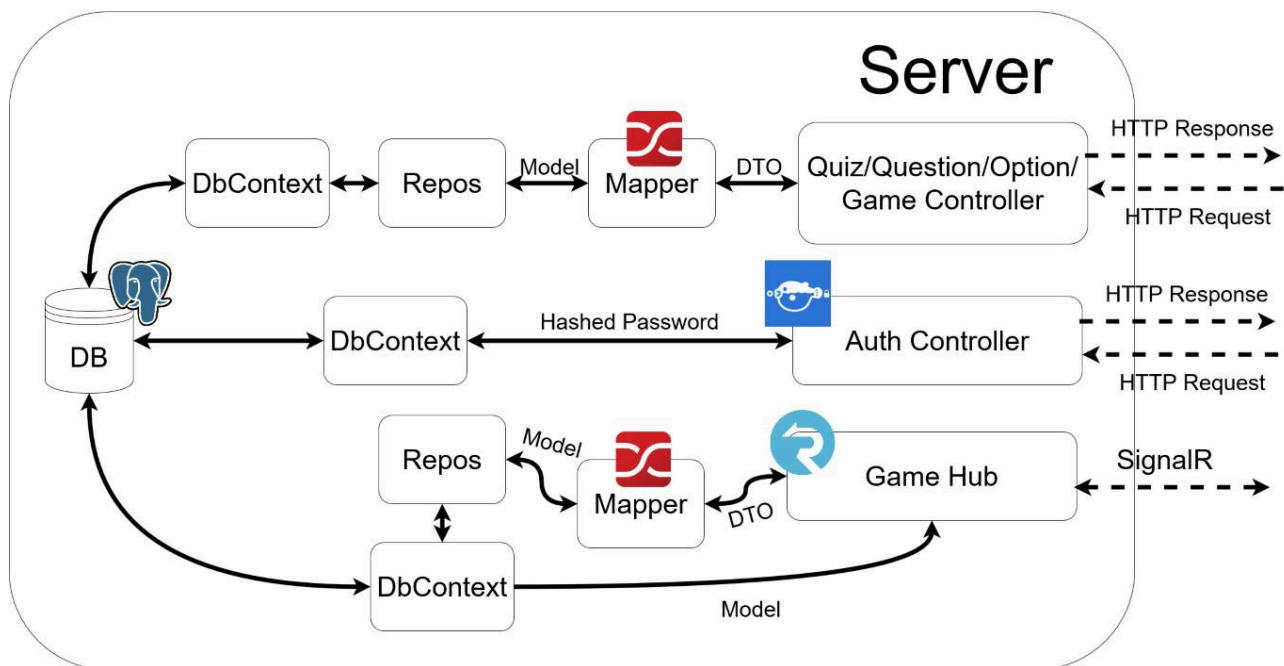 Server
HTTP Response
HTTP Request
DbContext
Repos
Model
Mapper
DTO
Quiz/Question/Option/
Game Controller
DB
DbContext
Hashed Password
Auth Controller
HTTP Response
HTTP Request
Repos
Model
Mapper
DTO
Game Hub
SignalR
DbContext
Model